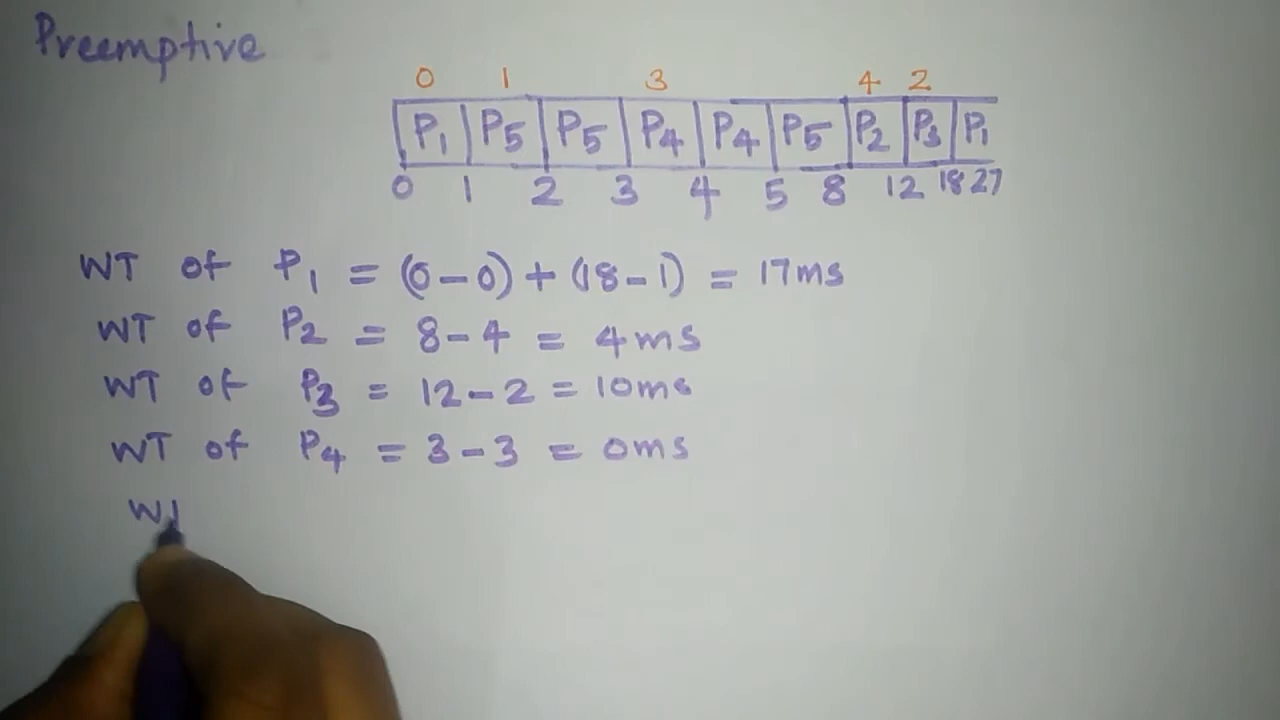 Preemptive
0 1 3 4 2
P1 P5 P5 P4 P4 P5 P2 P3 P1
0 1 2 3 4 5 8 12 18 27
WT of P1 = (0-0) + (18-1) = 17ms
WT of P2 = 8-4 = 4ms
WT of P3 = 12-2 = 10ms
WT of P4 = 3-3 = 0ms
W